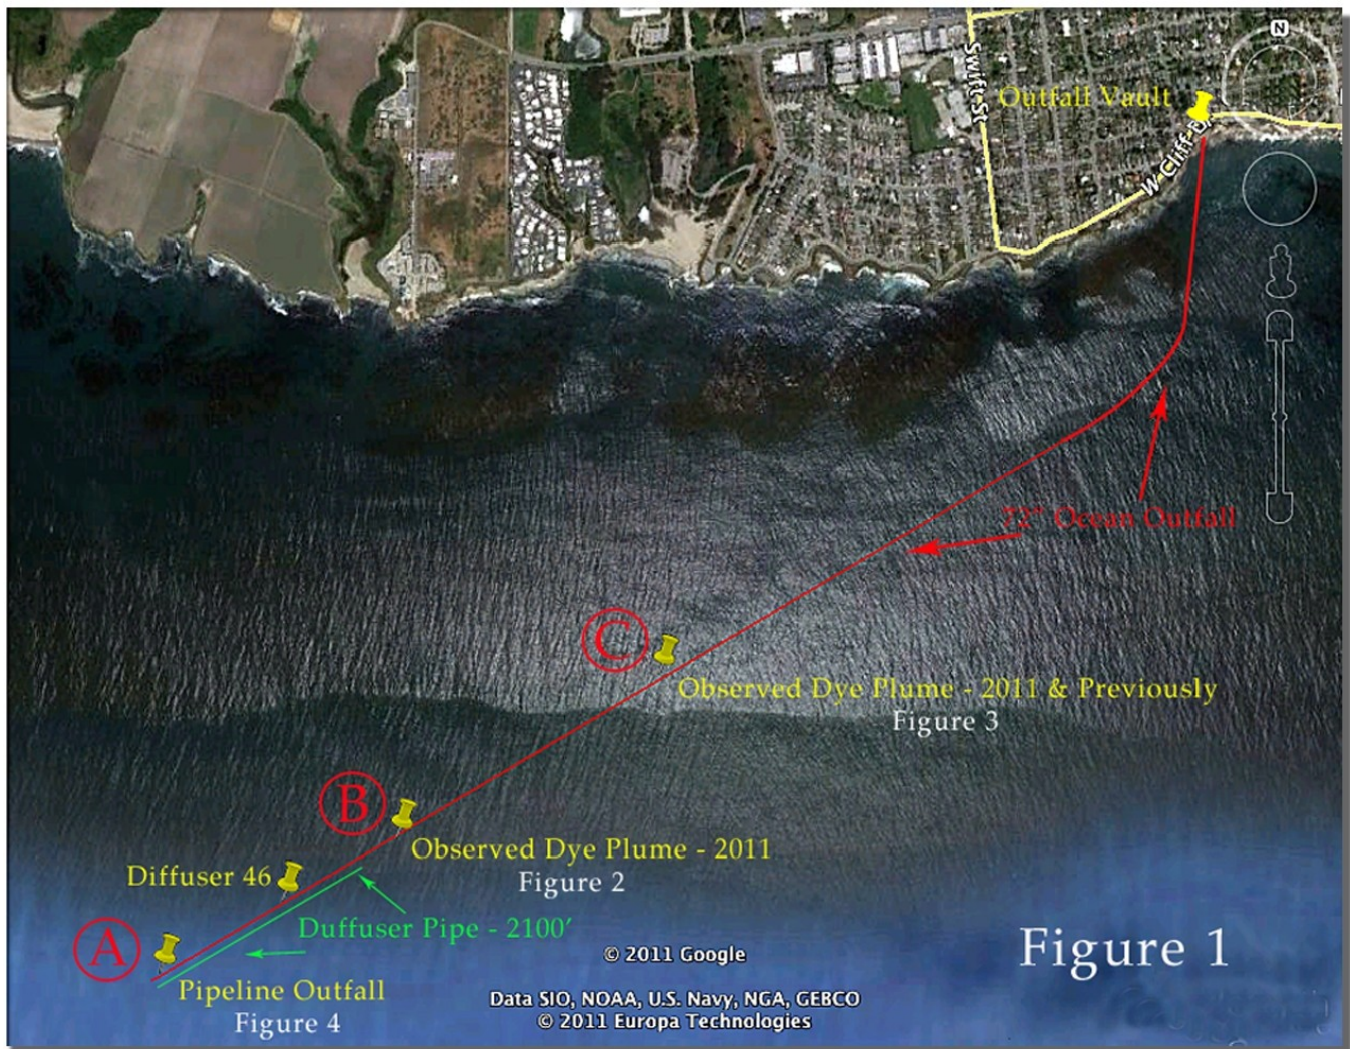 N
Swift St
Outfall Vault
W Cliff Dr
72" Ocean Outfall
C
Observed Dye Plume - 2011 & Previously
Figure 3
B
Observed Dye Plume - 2011
Figure 2
Diffuser 46
Duffuser Pipe - 2100'
A
Pipeline Outfall
Figure 4
Figure 1
© 2011 Google
Data SIO, NOAA, U.S. Navy, NGA, GEBCO
© 2011 Europa Technologies